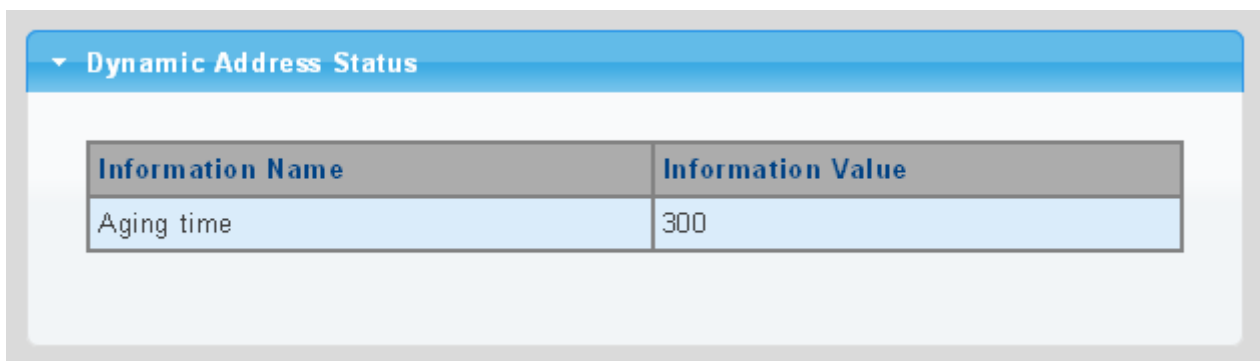 Dynamic Address Status
Information Name Information Value
Aging time 300